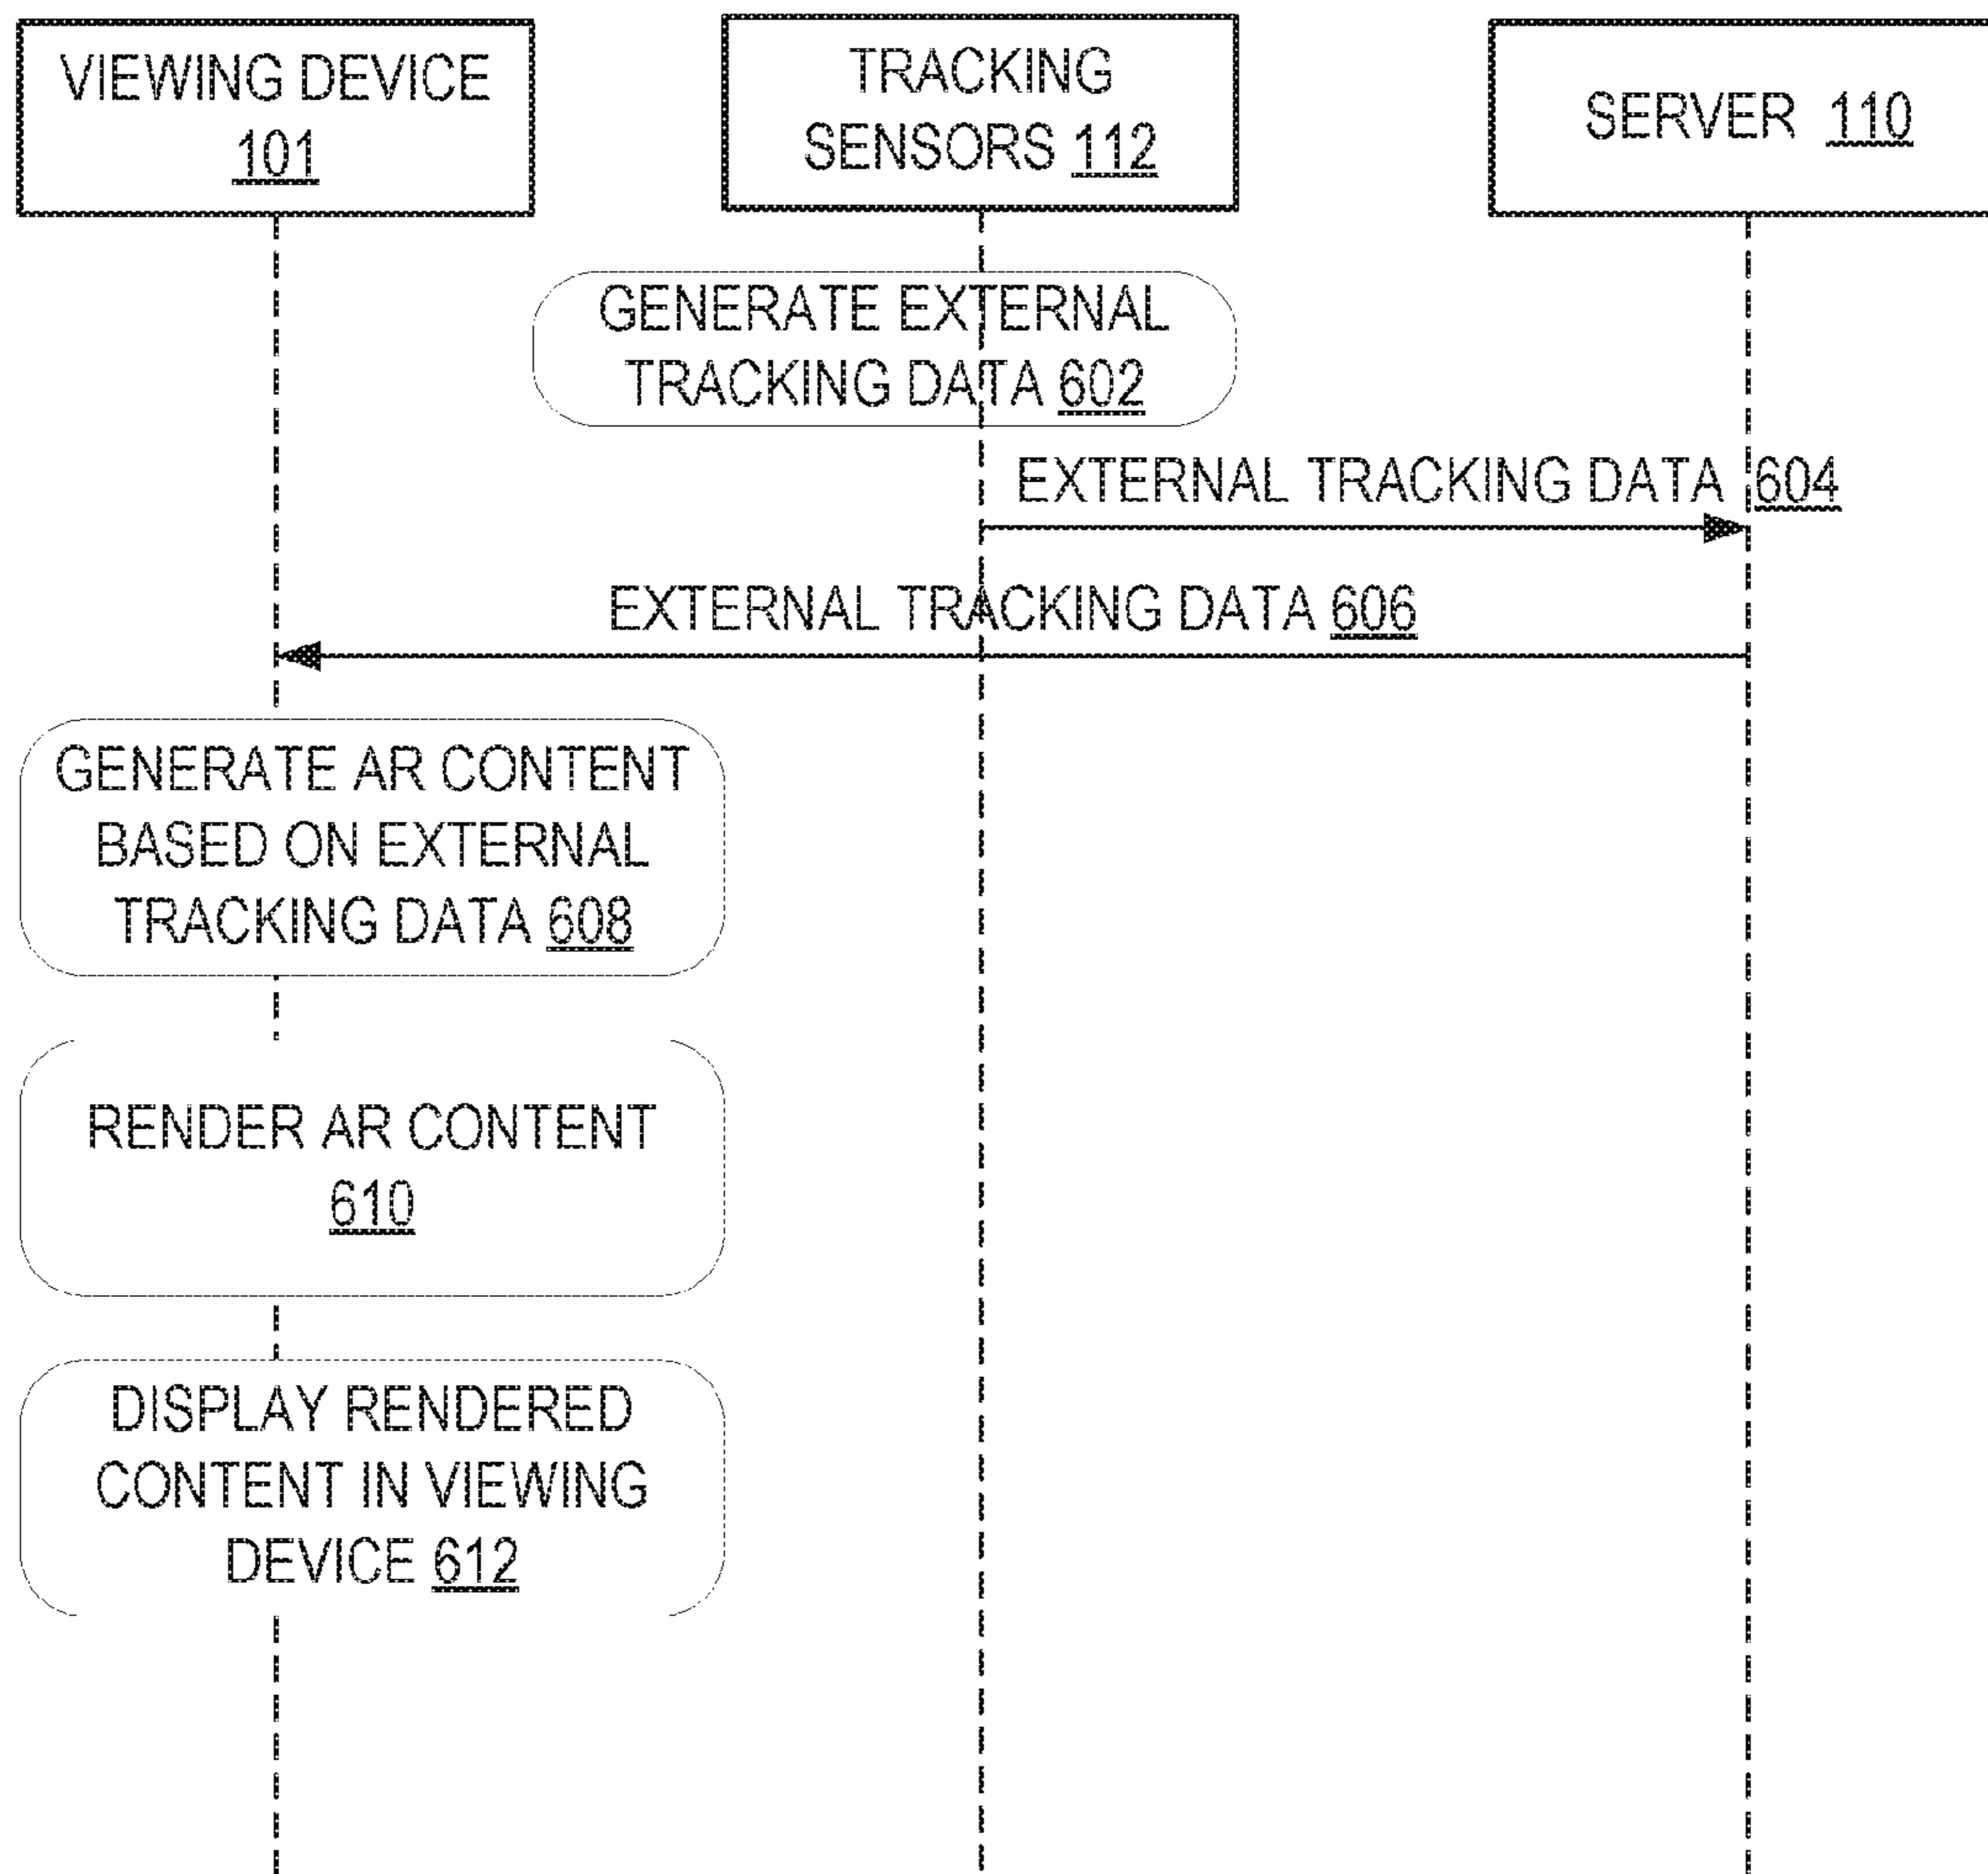 VIEWING DEVICE
101
TRACKING
SENSORS 112
SERVER 110
GENERATE EXTERNAL
TRACKING DATA 602
EXTERNAL TRACKING DATA 604
EXTERNAL TRACKING DATA 606
GENERATE AR CONTENT
BASED ON EXTERNAL
TRACKING DATA 608
RENDER AR CONTENT
610
DISPLAY RENDERED
CONTENT IN VIEWING
DEVICE 612